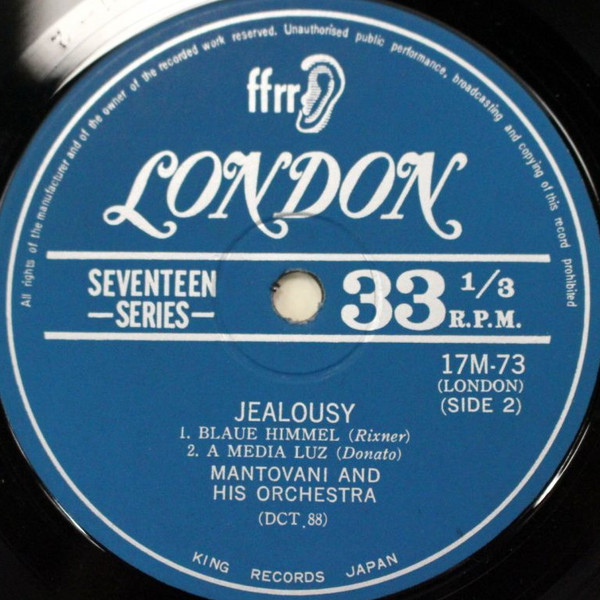 All rights of the manufacturer and of the owner of the recorded work reserved. Unauthorised public performance, broadcasting and copying of this record prohibited
ffrr
LONDON
SEVENTEEN
—SERIES—
33 1/3
R.P.M.
17M-73
(LONDON)
(SIDE 2)
JEALOUSY
1. BLAUE HIMMEL (Rixner)
2. A MEDIA LUZ (Donato)
MANTOVANI AND
HIS ORCHESTRA
(DCT.88)
KING RECORDS JAPAN